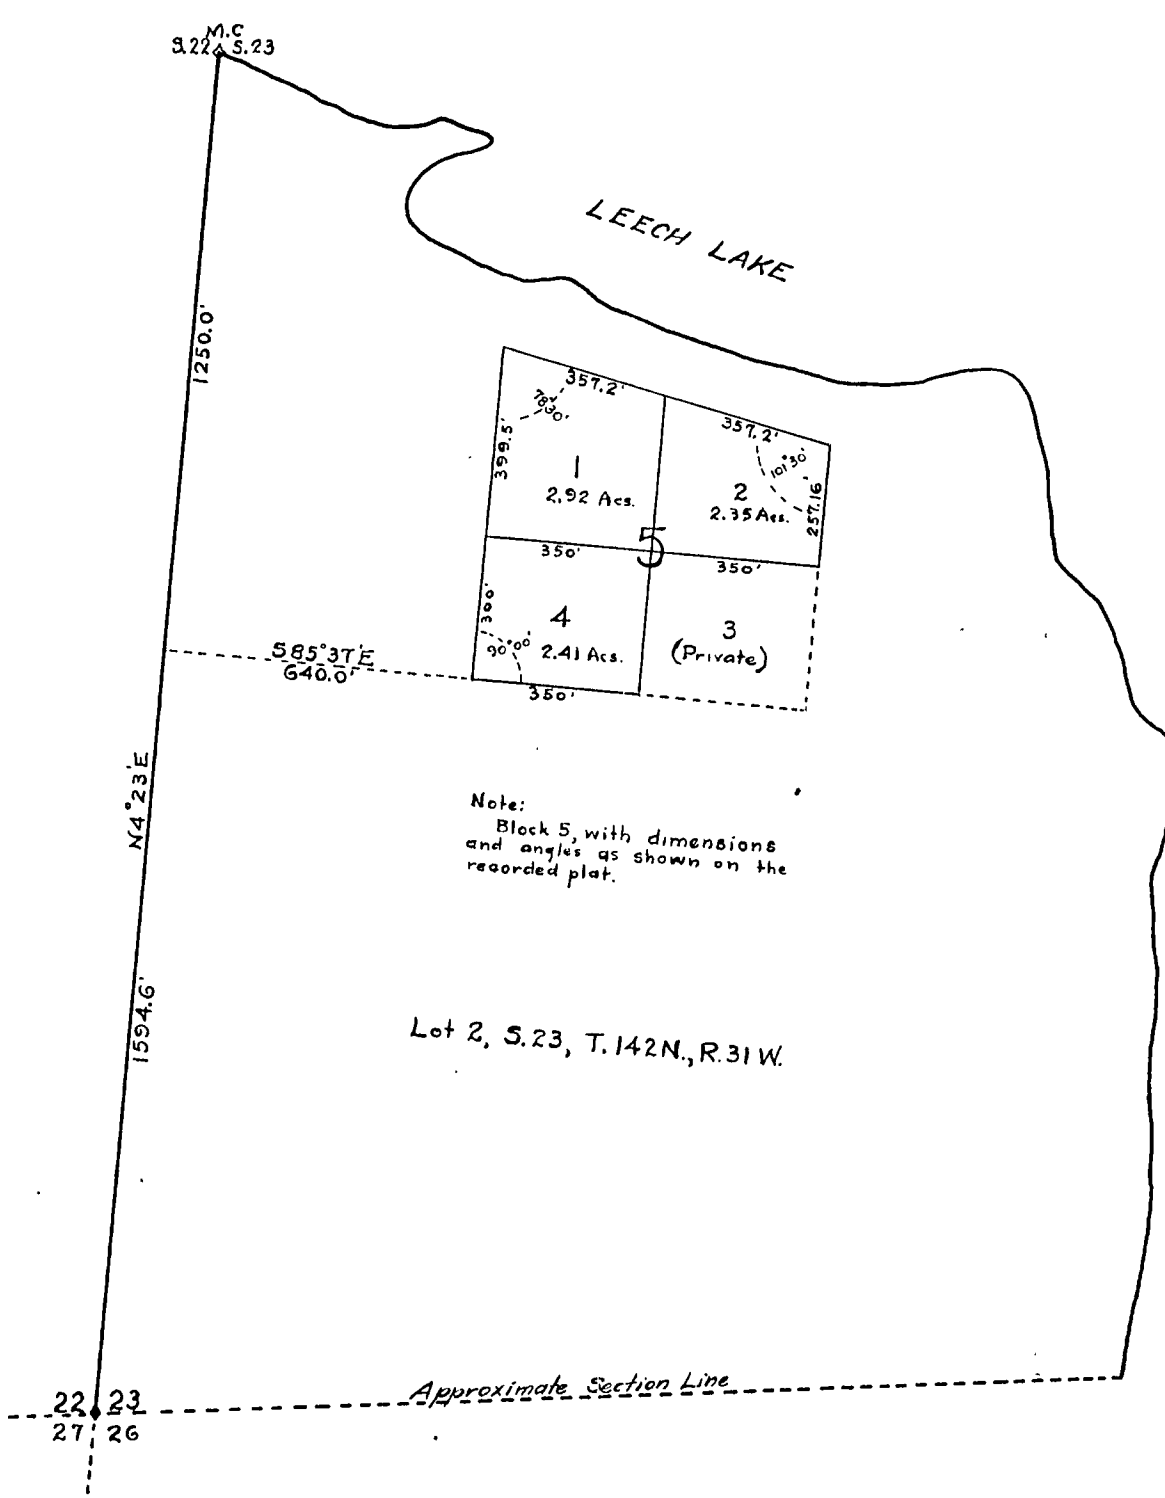 M.C
S.22 S.23
LEECH LAKE
1250.0'
357.2'
78°30'
399.5'
1
2.92 Acs.
357.2'
101°30'
257.16'
2
2.35 Acs.
5
350'
350'
300'
4
90°00'
2.41 Acs.
3
(Private)
350'
S85°37'E
640.0'
N4°23'E
Note:
Block 5, with dimensions
and angles as shown on the
recorded plat.
1594.6'
Lot 2, S.23, T.142N., R.31W.
Approximate Section Line
22 23
27 26